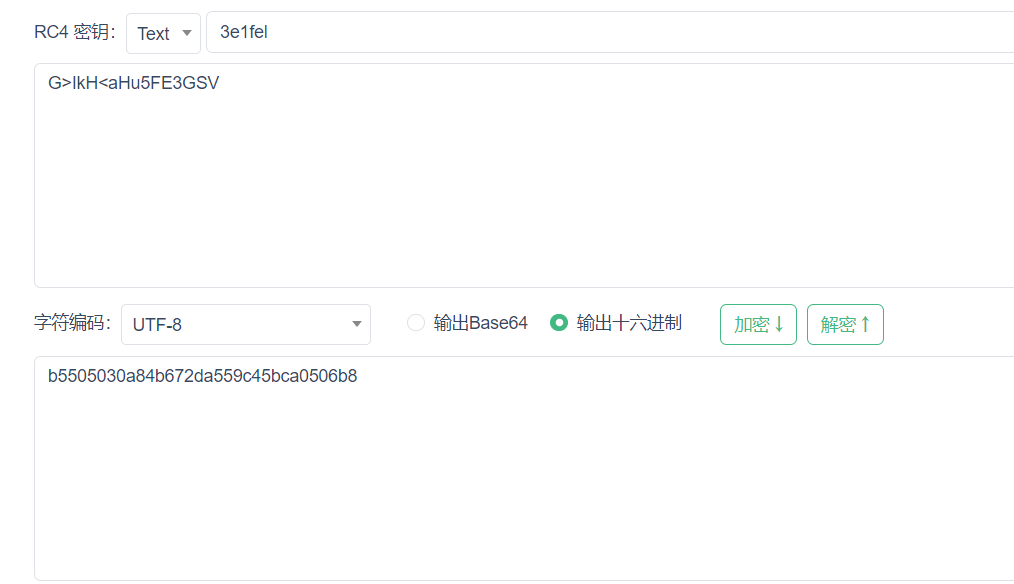 RC4 密钥： Text 3e1fel
G>IkH<aHu5FE3GSV
字符编码： UTF-8 输出Base64 输出十六进制 加密↓ 解密↑
b5505030a84b672da559c45bca0506b8